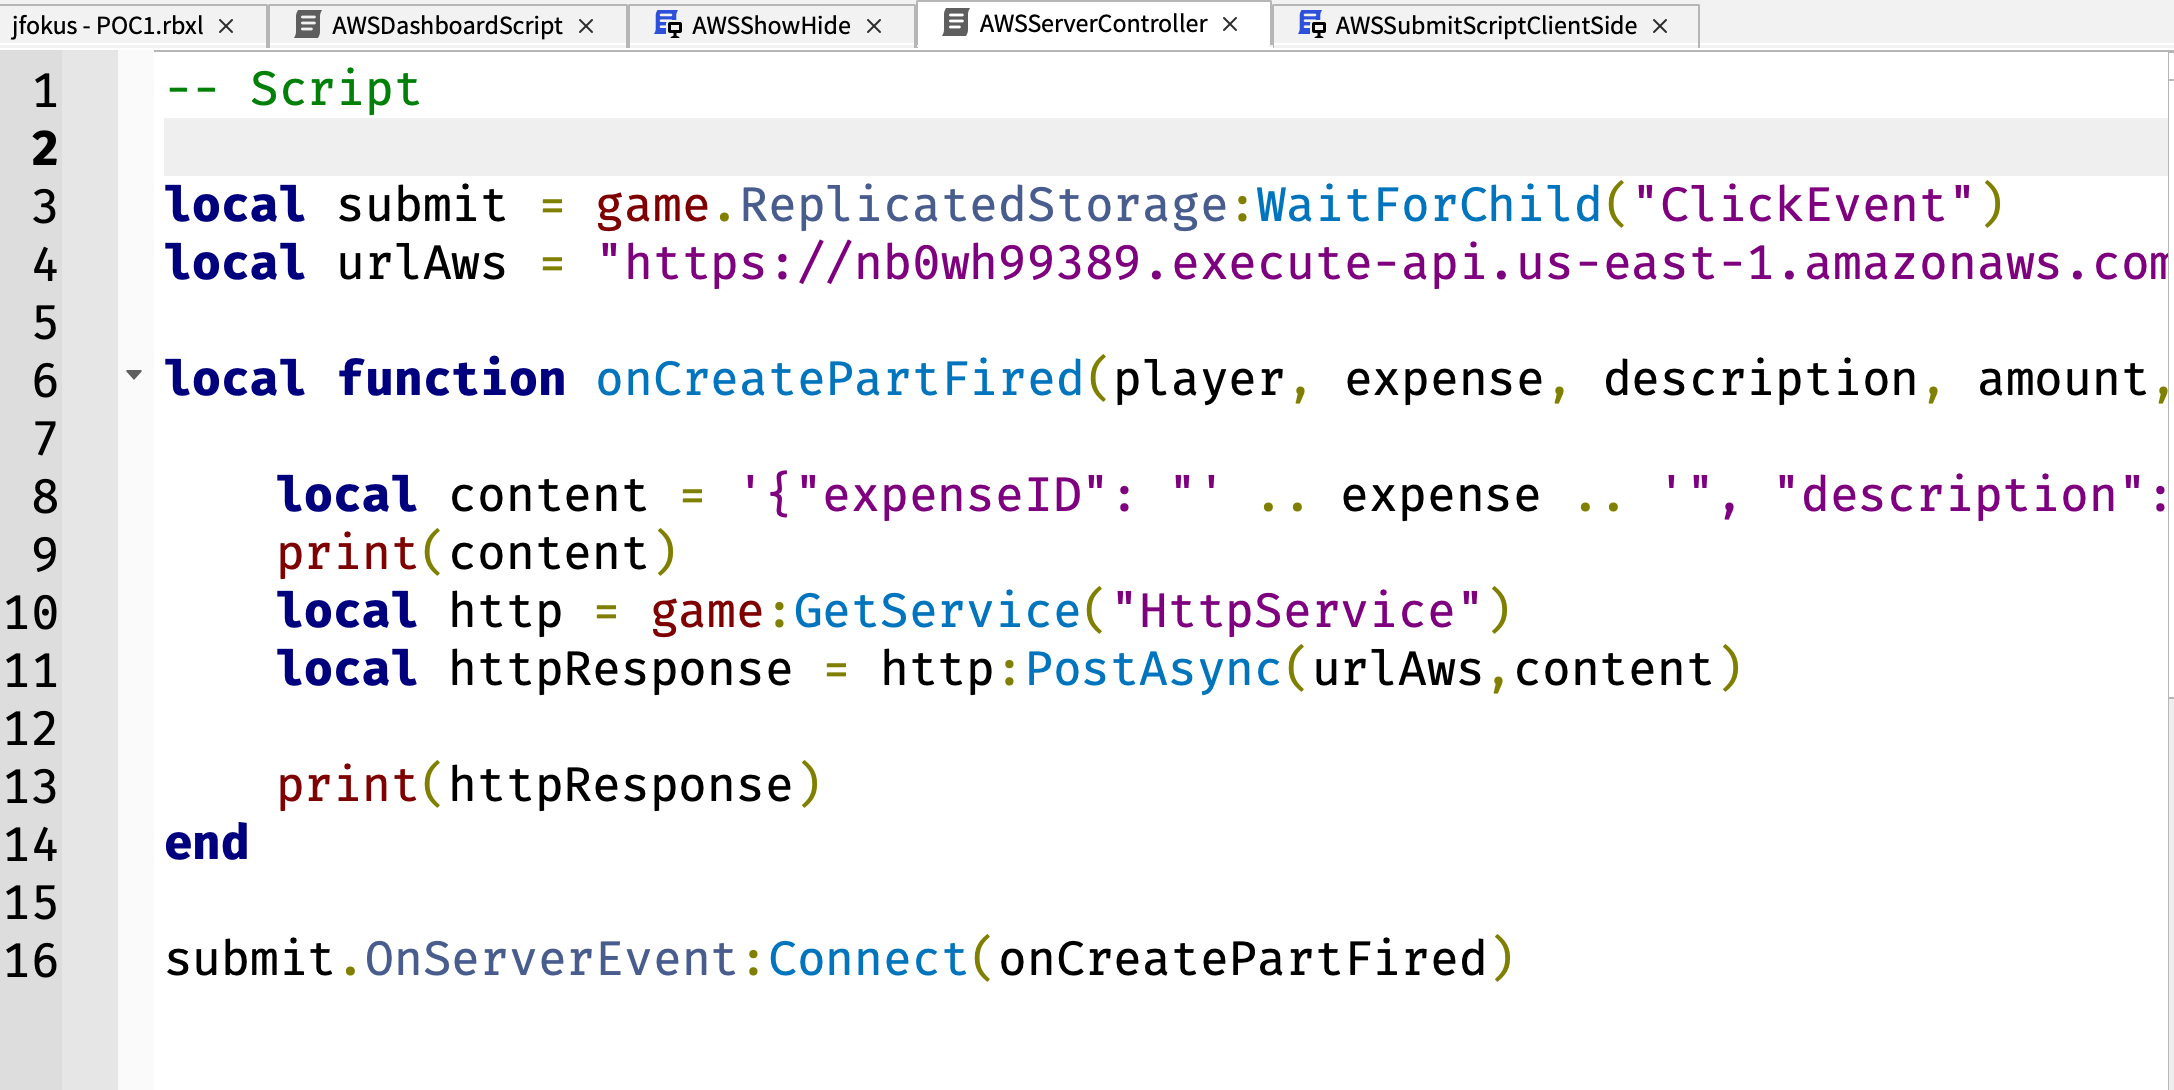 jfokus - POC1.rbxl × AWSDashboardScript × AWSShowHide × AWSServerController × AWSSubmitScriptClientSide ×
1 -- Script
2
3 local submit = game.ReplicatedStorage:WaitForChild("ClickEvent")
4 local urlAws = "https://nb0wh99389.execute-api.us-east-1.amazonaws.com
5
6 local function onCreatePartFired(player, expense, description, amount,
7
8 local content = '{"expenseID": "' .. expense .. '", "description":
9 print(content)
10 local http = game:GetService("HttpService")
11 local httpResponse = http:PostAsync(urlAws,content)
12
13 print(httpResponse)
14 end
15
16 submit.OnServerEvent:Connect(onCreatePartFired)